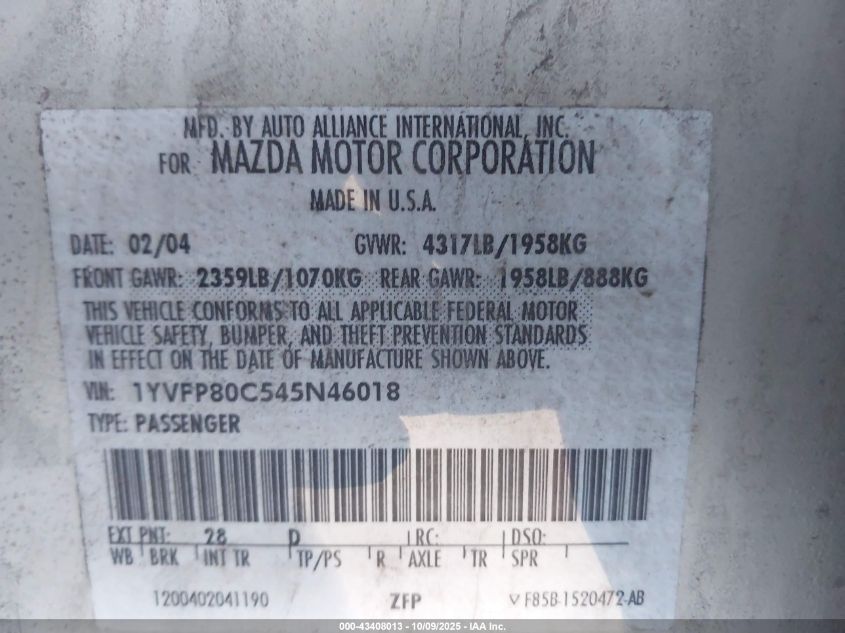 MFD. BY AUTO ALLIANCE INTERNATIONAL, INC.
FOR MAZDA MOTOR CORPORATION
MADE IN U.S.A.
DATE: 02/04 GVWR: 4317LB/1958KG
FRONT GAWR: 2359LB/1070KG REAR GAWR: 1958LB/888KG
THIS VEHICLE CONFORMS TO ALL APPLICABLE FEDERAL MOTOR
VEHICLE SAFETY, BUMPER, AND THEFT PREVENTION STANDARDS
IN EFFECT ON THE DATE OF MANUFACTURE SHOWN ABOVE.
VIN: 1YVFP80C545N46018
TYPE: PASSENGER
EXT PNT: 28 D RC: DSO:
WB BRK INT TR TP/PS R AXLE TR SPR
1200402041190 ZFP V F85B-1520472-AB
000-43408013 - 10/09/2025 - IAA Inc.